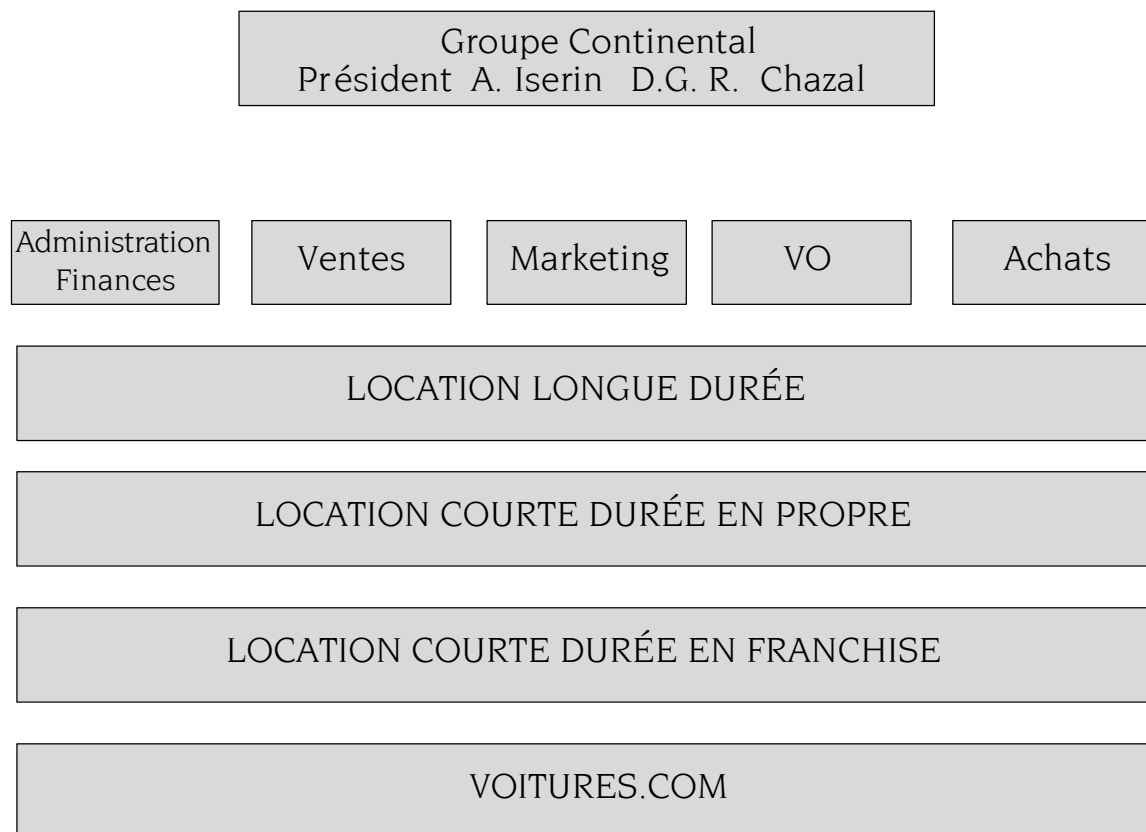 Groupe Continental
Président A. Iserin D.G. R. Chazal
Administration
Finances
Ventes
Marketing
VO
Achats
LOCATION LONGUE DURÉE
LOCATION COURTE DURÉE EN PROPRE
LOCATION COURTE DURÉE EN FRANCHISE
VOITURES.COM